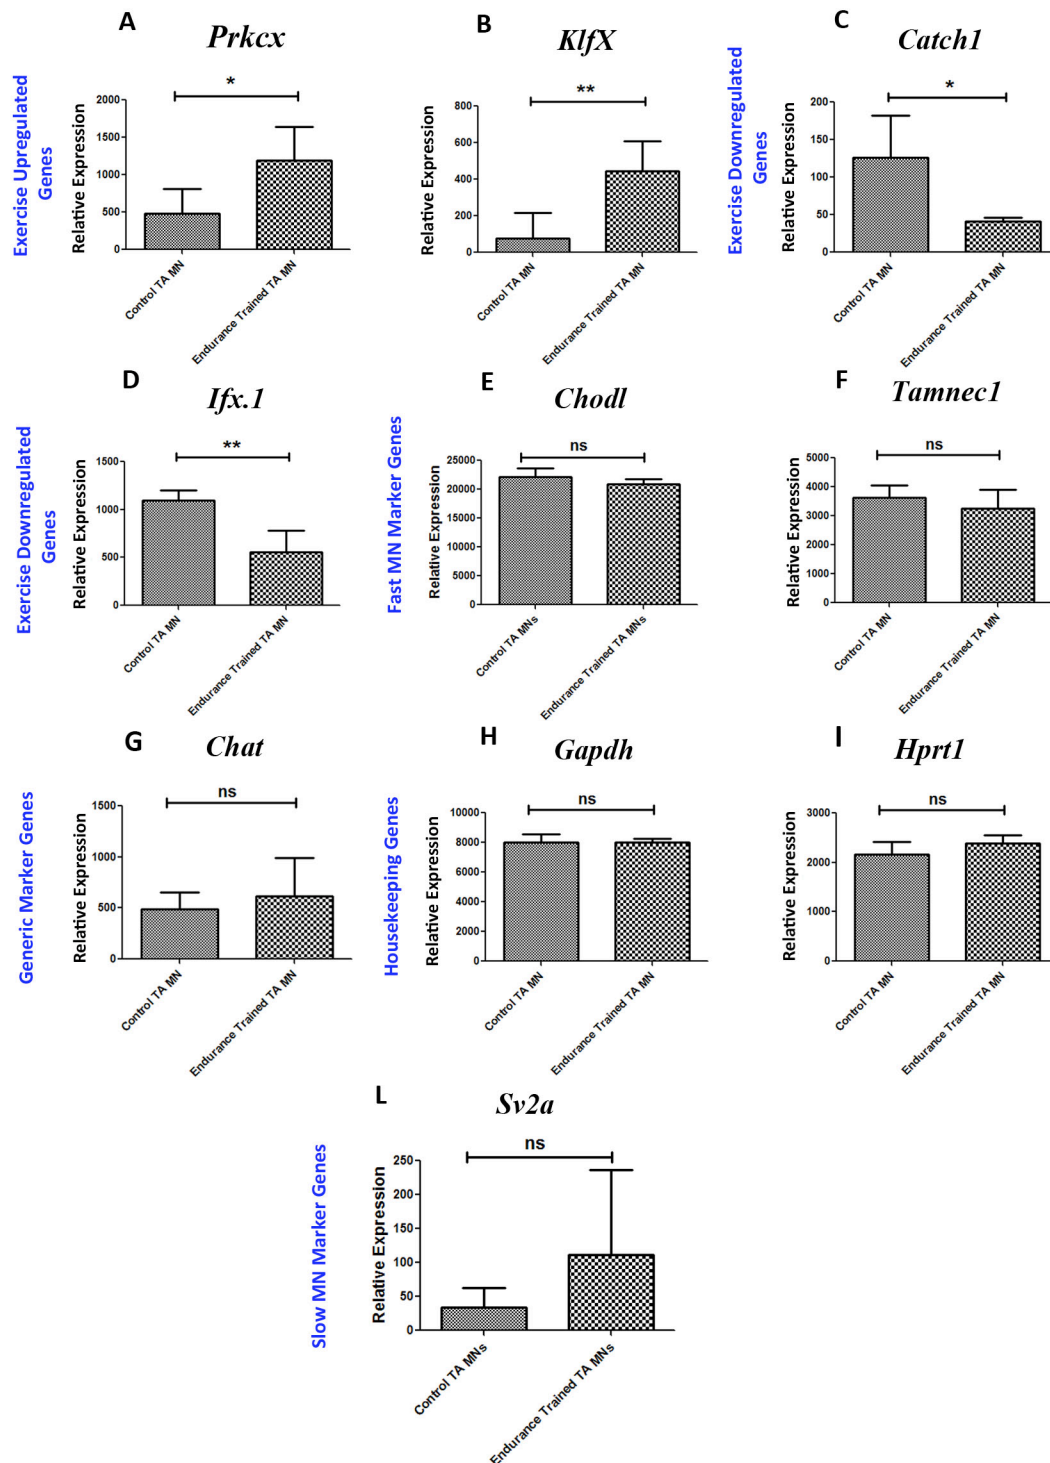 A
Prkcx
Exercise Upregulated
Genes
Relative Expression
2000
1500
1000
500
0
*
Control TA MN
Endurance Trained TA MN
B
KlfX
Relative Expression
800
600
400
200
0
**
Control TA MN
Endurance Trained TA MN
C
Catch1
Exercise Downregulated
Genes
Relative Expression
200
150
100
50
0
*
Control TA MN
Endurance Trained TA MN
D
Ifx.1
Exercise Downregulated
Genes
Relative Expression
1500
1000
500
0
**
Control TA MN
Endurance Trained TA MN
E
Chodl
Fast MN Marker Genes
Relative Expression
25000
20000
15000
10000
5000
0
ns
Control TA MNs
Endurance Trained TA MNs
F
Tamnec1
Relative Expression
5000
4000
3000
2000
1000
0
ns
Control TA MN
Endurance Trained TA MN
G
Chat
Generic Marker Genes
Relative Expression
1500
1000
500
0
ns
Control TA MN
Endurance Trained TA MN
H
Gapdh
Housekeeping Genes
Relative Expression
10000
8000
6000
4000
2000
0
ns
Control TA MN
Endurance Trained TA MN
I
Hprt1
Relative Expression
3000
2000
1000
0
ns
Control TA MN
Endurance Trained TA MN
L
Sv2a
Slow MN Marker Genes
Relative Expression
250
200
150
100
50
0
ns
Control TA MNs
Endurance Trained TA MNs